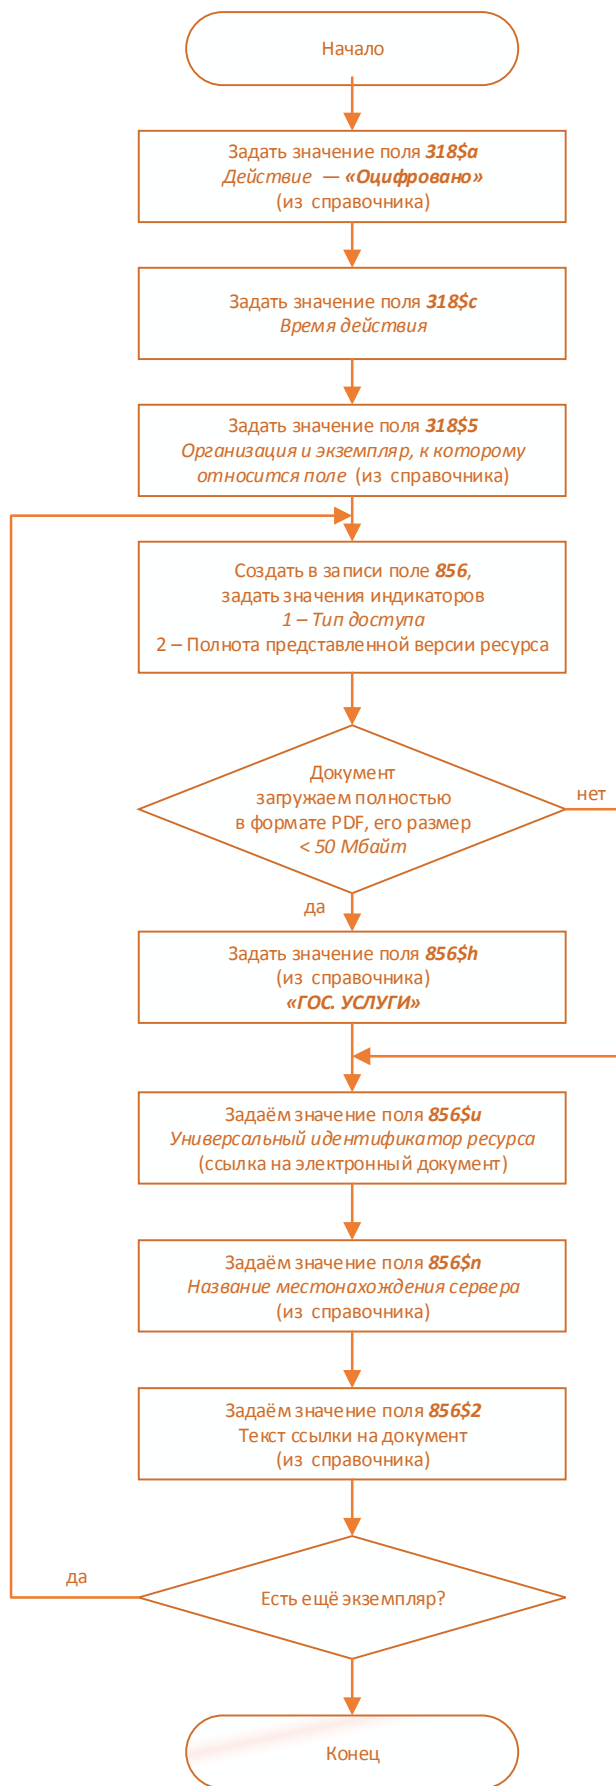 Начало
Задать значение поля 318$a
Действие — «Оцифровано»
(из справочника)
Задать значение поля 318$c
Время действия
Задать значение поля 318$5
Организация и экземпляр, к которому
относится поле (из справочника)
Создать в записи поле 856,
задать значения индикаторов
1 – Тип доступа
2 – Полнота представленной версии ресурса
Документ
загружаем полностью
в формате PDF, его размер
< 50 Мбайт
нет
да
Задать значение поля 856$h
(из справочника)
«ГОС. УСЛУГИ»
Задаём значение поля 856$u
Универсальный идентификатор ресурса
(ссылка на электронный документ)
Задаём значение поля 856$n
Название местонахождения сервера
(из справочника)
Задаём значение поля 856$2
Текст ссылки на документ
(из справочника)
да
Есть ещё экземпляр?
Конец